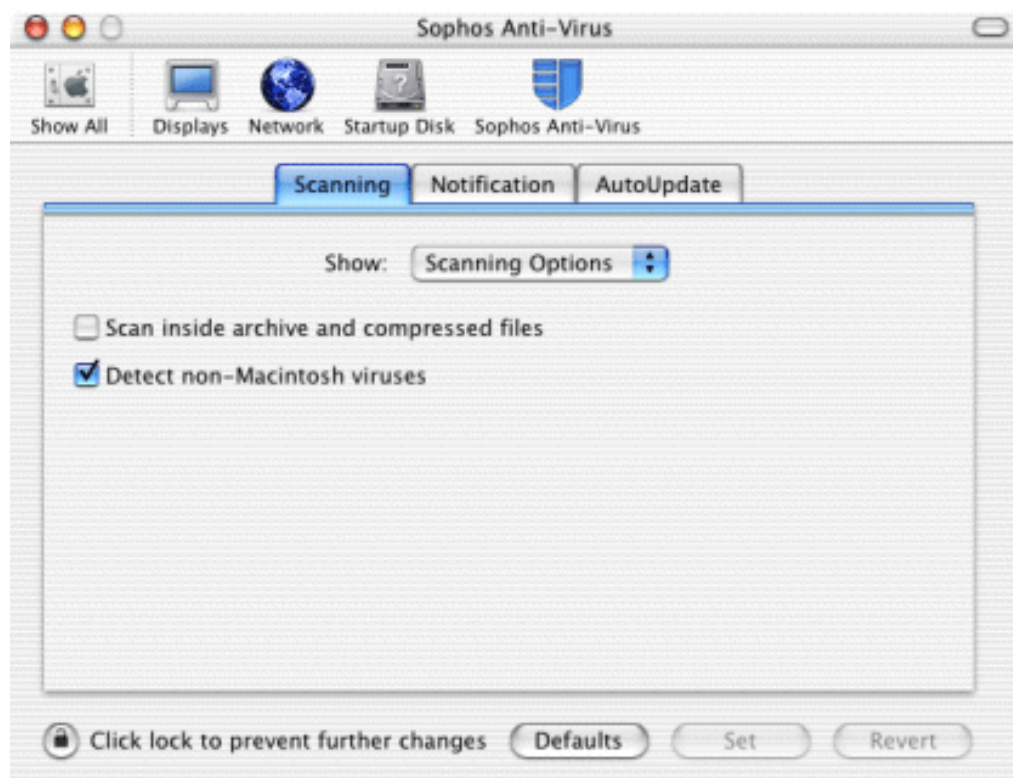 Sophos Anti-Virus
Show All Displays Network Startup Disk Sophos Anti-Virus
Scanning Notification AutoUpdate
Show: Scanning Options
Scan inside archive and compressed files
Detect non-Macintosh viruses
Click lock to prevent further changes Defaults Set Revert